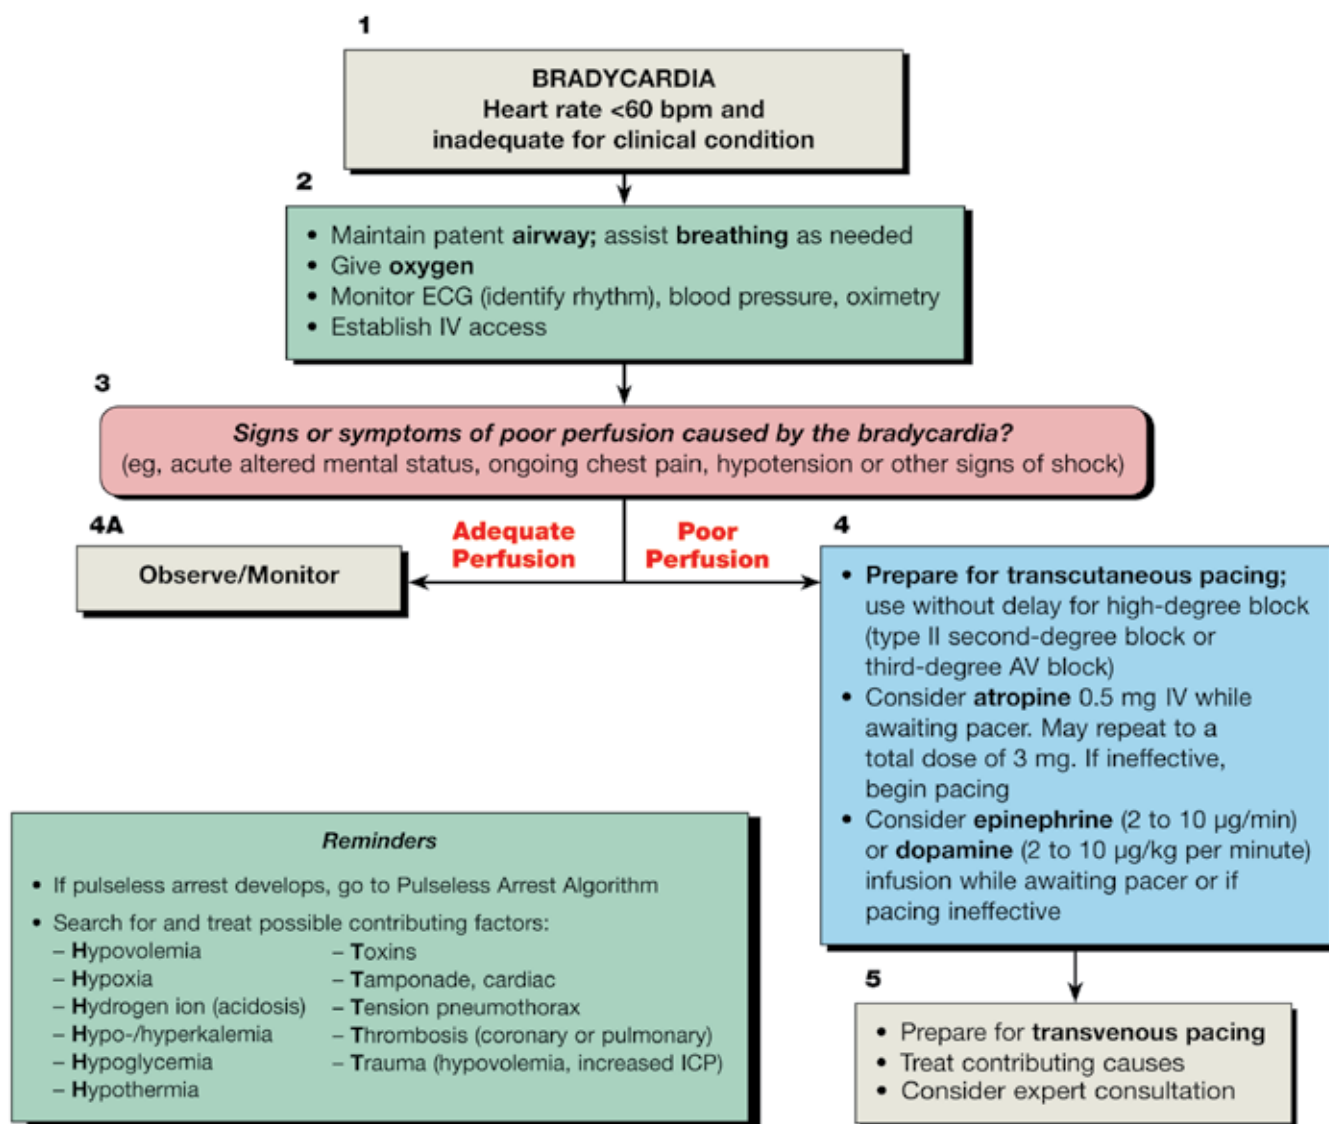 1
BRADYCARDIA
Heart rate <60 bpm and
inadequate for clinical condition
2
• Maintain patent airway; assist breathing as needed
• Give oxygen
• Monitor ECG (identify rhythm), blood pressure, oximetry
• Establish IV access
3
Signs or symptoms of poor perfusion caused by the bradycardia?
(eg, acute altered mental status, ongoing chest pain, hypotension or other signs of shock)
4A
Observe/Monitor
Adequate
Perfusion
Poor
Perfusion
4
• Prepare for transcutaneous pacing;
use without delay for high-degree block
(type II second-degree block or
third-degree AV block)
• Consider atropine 0.5 mg IV while
awaiting pacer. May repeat to a
total dose of 3 mg. If ineffective,
begin pacing
• Consider epinephrine (2 to 10 µg/min)
or dopamine (2 to 10 µg/kg per minute)
infusion while awaiting pacer or if
pacing ineffective
Reminders
• If pulseless arrest develops, go to Pulseless Arrest Algorithm
• Search for and treat possible contributing factors:
– Hypovolemia
– Hypoxia
– Hydrogen ion (acidosis)
– Hypo-/hyperkalemia
– Hypoglycemia
– Hypothermia
– Toxins
– Tamponade, cardiac
– Tension pneumothorax
– Thrombosis (coronary or pulmonary)
– Trauma (hypovolemia, increased ICP)
5
• Prepare for transvenous pacing
• Treat contributing causes
• Consider expert consultation